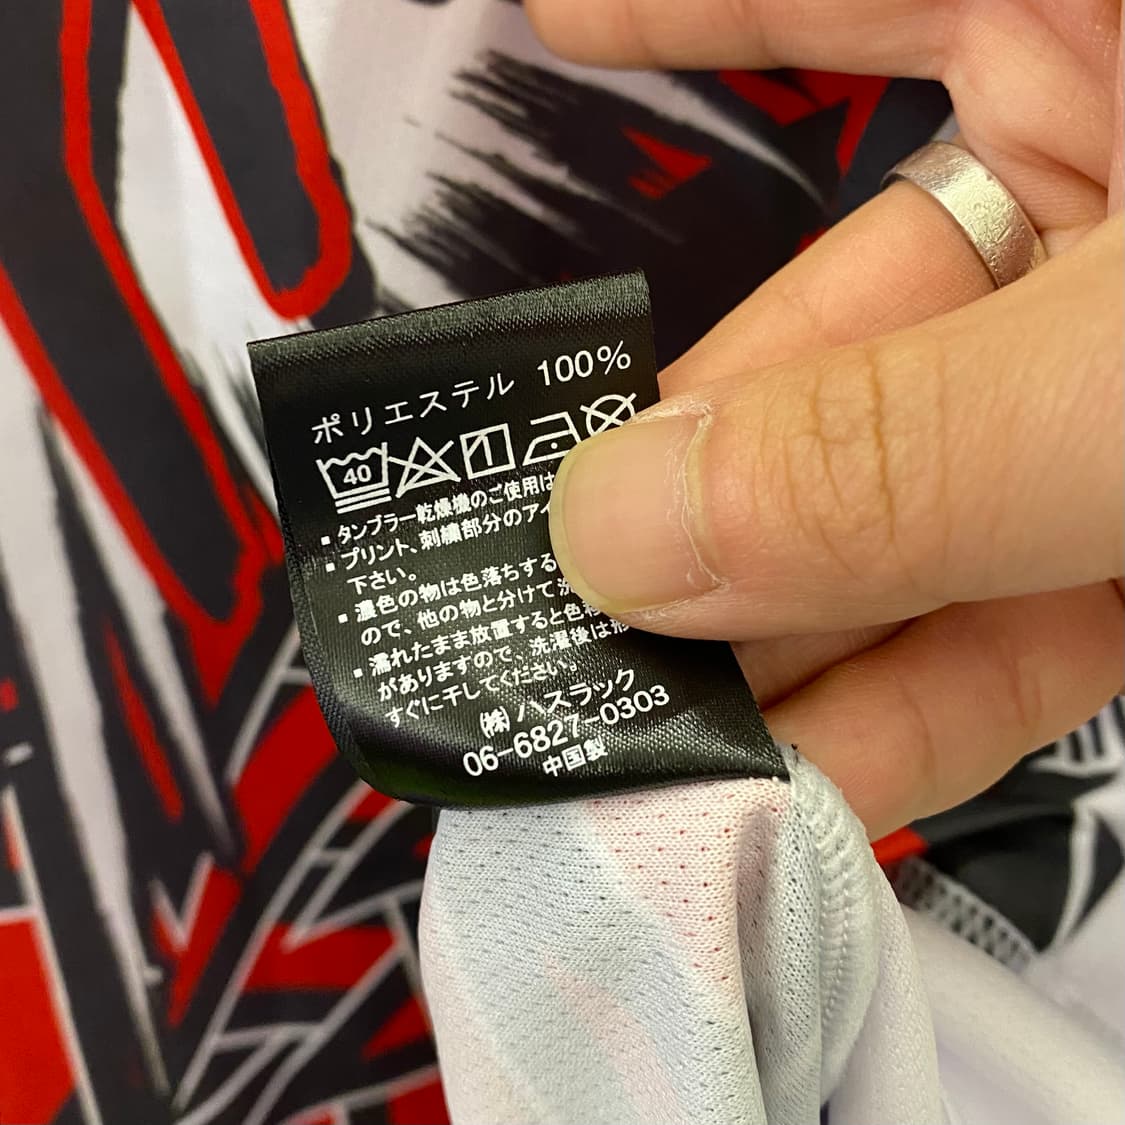 ポリエステル 100%
40
▪ タンブラー乾燥機のご使用は
▪ プリント、刺繍部分のアイ
下さい。
▪ 濃色の物は色落ちする
ので、他の物と分けて洗
▪ 濡れたまま放置すると色移
がありますので、洗濯後は形
すぐに干してください。
㈱ ハスラック
06-6827-0303
中国製